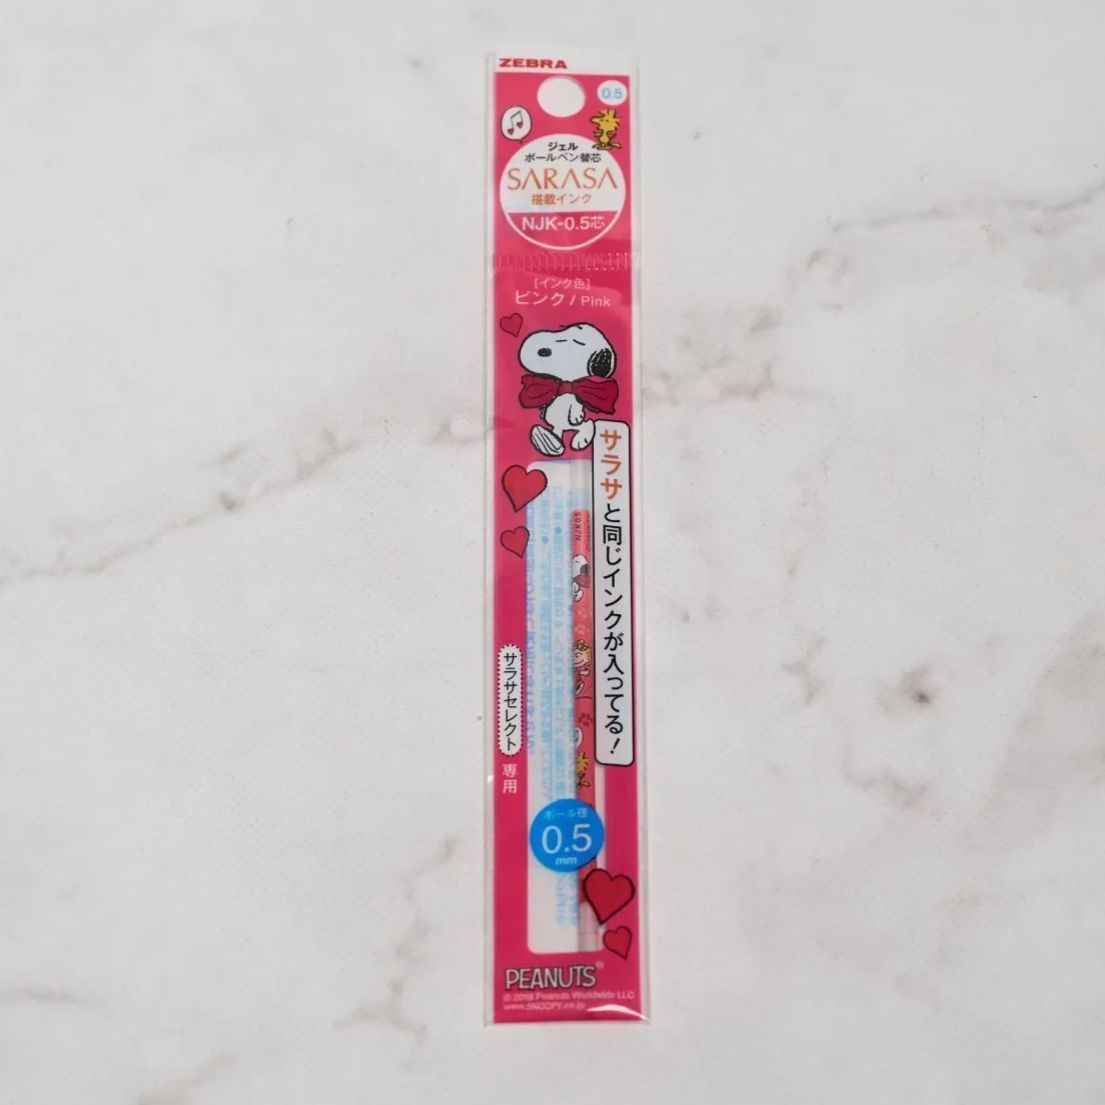 ZEBRA
0.5
ジェル
ボールペン替芯
SARASA
搭載インク
NJK-0.5芯
[インク色]
ピンク / Pink
サラサと同じインクが入ってる!
サラサセレクト
専用
ボール径
0.5
mm
PEANUTS
© 2018 Peanuts Worldwide LLC
www.SNOOPY.co.jp